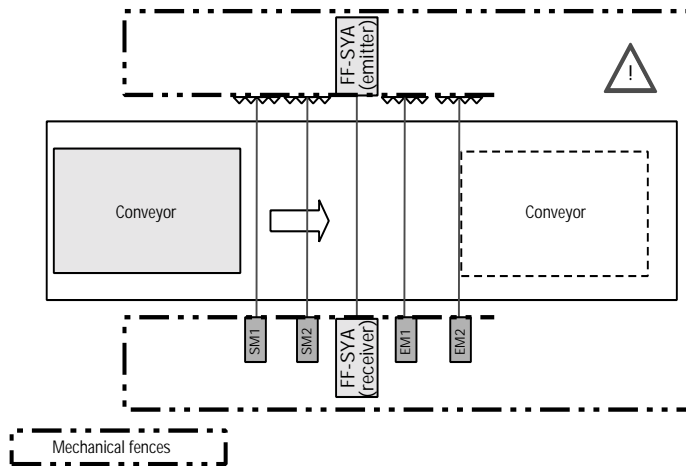 FF-SYA
(emitter)
!
Conveyor
Conveyor
SM1
SM2
FF-SYA
(receiver)
EM1
EM2
Mechanical fences